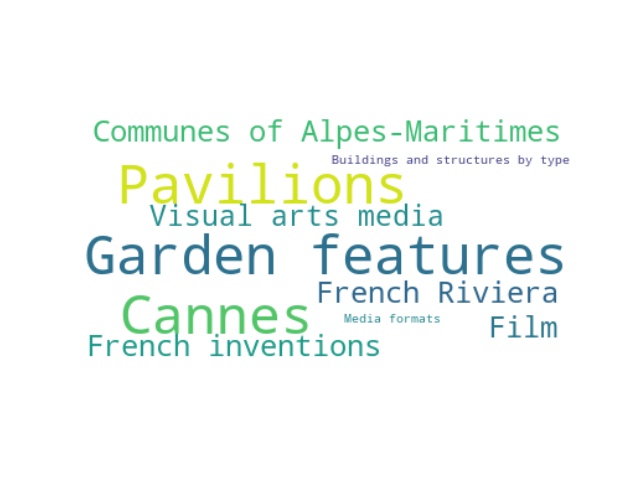 Communes of Alpes-Maritimes
Buildings and structures by type
Pavilions
Visual arts media
Garden features
French Riviera
Cannes
Media formats
Film
French inventions